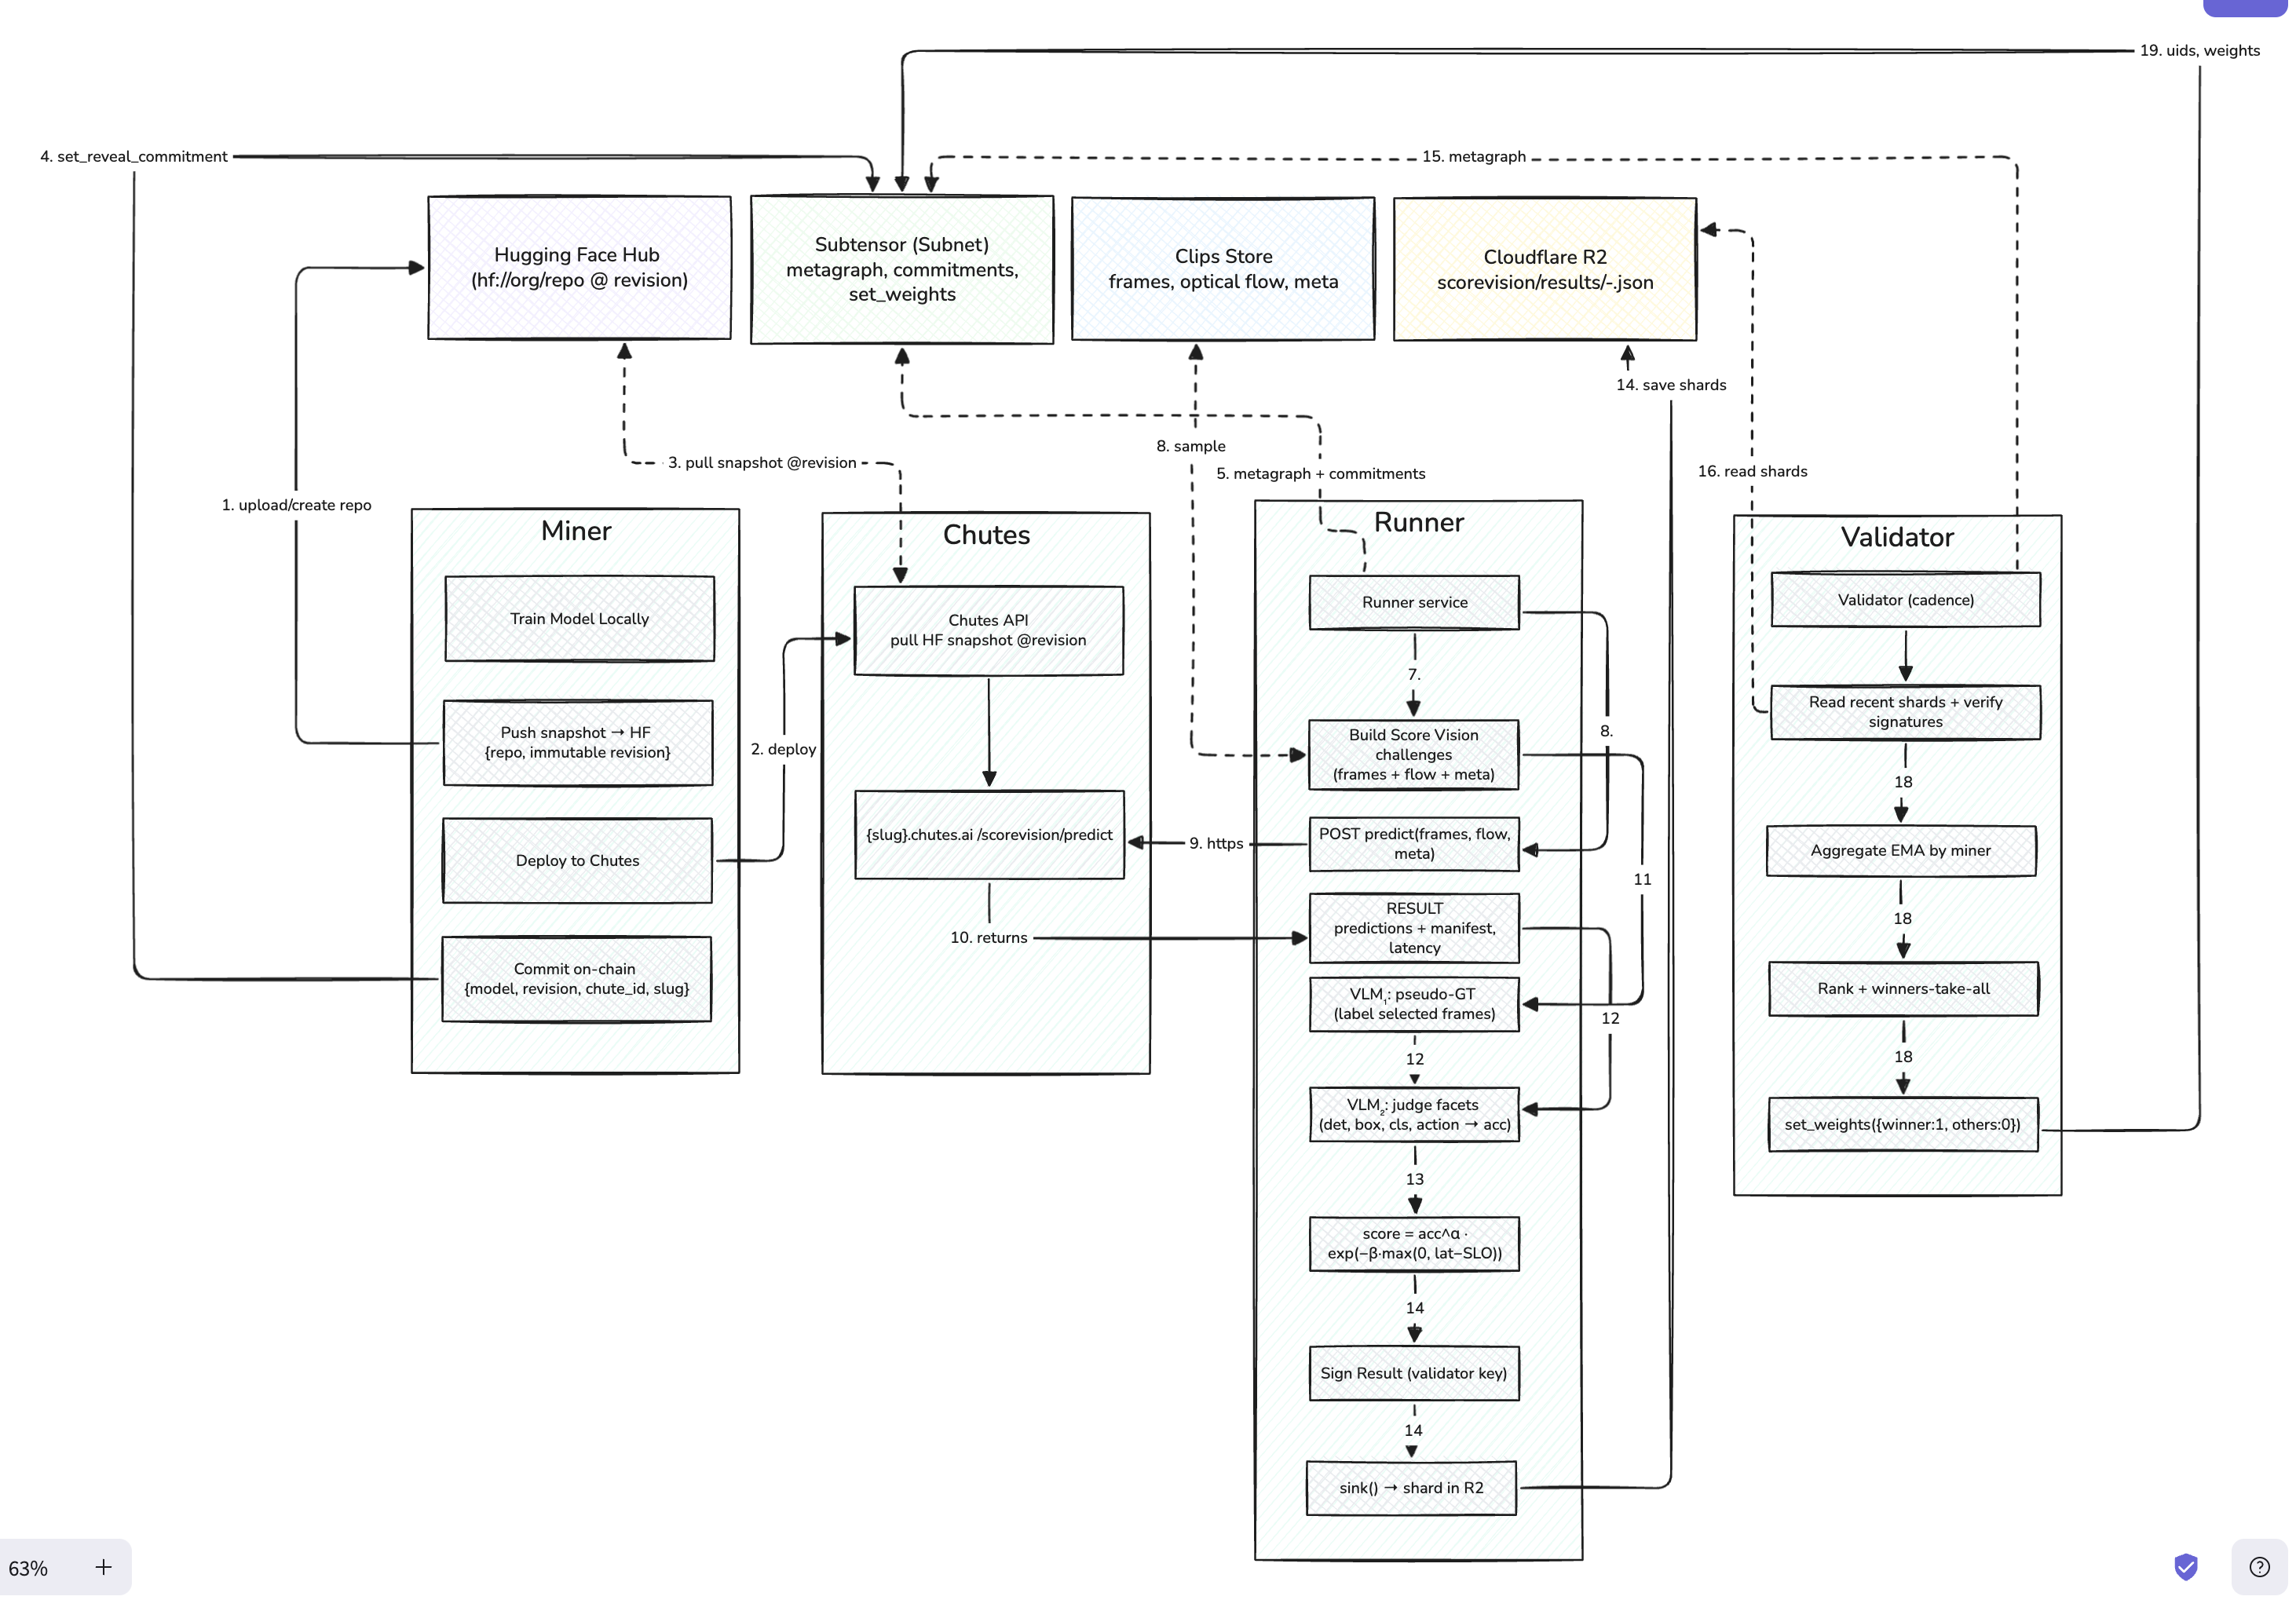 19. uids, weights
4. set_reveal_commitment
15. metagraph
Hugging Face Hub
(hf://org/repo @ revision)
Subtensor (Subnet)
metagraph, commitments,
set_weights
Clips Store
frames, optical flow, meta
Cloudflare R2
scorevision/results/-.json
14. save shards
8. sample
3. pull snapshot @revision
5. metagraph + commitments
16. read shards
1. upload/create repo
Miner
Train Model Locally
Push snapshot → HF
{repo, immutable revision}
2. deploy
Deploy to Chutes
Commit on-chain
{model, revision, chute_id, slug}
Chutes
Chutes API
pull HF snapshot @revision
{slug}.chutes.ai /scorevision/predict
9. https
10. returns
Runner
Runner service
7.
8.
Build Score Vision
challenges
(frames + flow + meta)
POST predict(frames, flow,
meta)
11
RESULT
predictions + manifest,
latency
VLM₁: pseudo-GT
(label selected frames)
12
12
VLM₂: judge facets
(det, box, cls, action → acc)
13
score = acc^α ·
exp(−β·max(0, lat−SLO))
14
Sign Result (validator key)
14
sink() → shard in R2
Validator
Validator (cadence)
Read recent shards + verify
signatures
18
Aggregate EMA by miner
18
Rank + winners-take-all
18
set_weights({winner:1, others:0})
63%